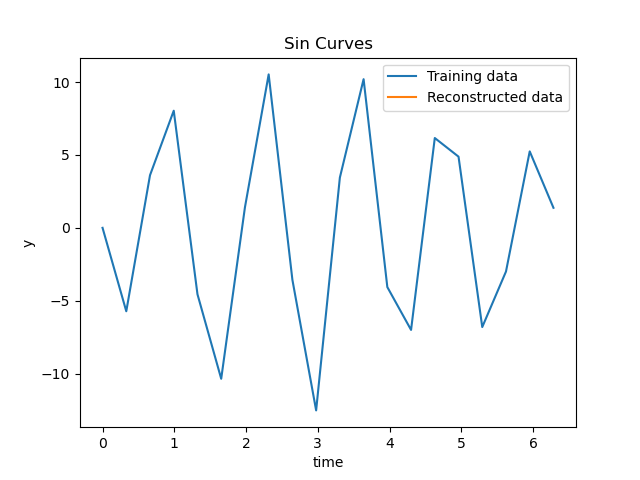 Sin Curves
Training data
Reconstructed data
10
5
0
−5
−10
y
0 1 2 3 4 5 6
time